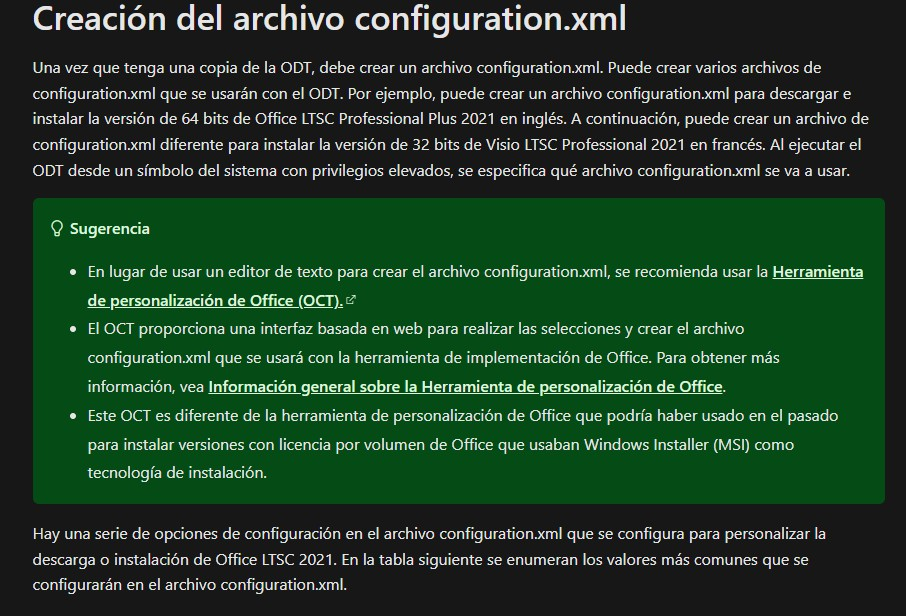 Creación del archivo configuration.xml
Una vez que tenga una copia de la ODT, debe crear un archivo configuration.xml. Puede crear varios archivos de
configuration.xml que se usarán con el ODT. Por ejemplo, puede crear un archivo configuration.xml para descargar e
instalar la versión de 64 bits de Office LTSC Professional Plus 2021 en inglés. A continuación, puede crear un archivo de
configuration.xml diferente para instalar la versión de 32 bits de Visio LTSC Professional 2021 en francés. Al ejecutar el
ODT desde un símbolo del sistema con privilegios elevados, se especifica qué archivo configuration.xml se va a usar.
Sugerencia
• En lugar de usar un editor de texto para crear el archivo configuration.xml, se recomienda usar la Herramienta
de personalización de Office (OCT).
• El OCT proporciona una interfaz basada en web para realizar las selecciones y crear el archivo
configuration.xml que se usará con la herramienta de implementación de Office. Para obtener más
información, vea Información general sobre la Herramienta de personalización de Office.
• Este OCT es diferente de la herramienta de personalización de Office que podría haber usado en el pasado
para instalar versiones con licencia por volumen de Office que usaban Windows Installer (MSI) como
tecnología de instalación.
Hay una serie de opciones de configuración en el archivo configuration.xml que se configura para personalizar la
descarga o instalación de Office LTSC 2021. En la tabla siguiente se enumeran los valores más comunes que se
configurarán en el archivo configuration.xml.